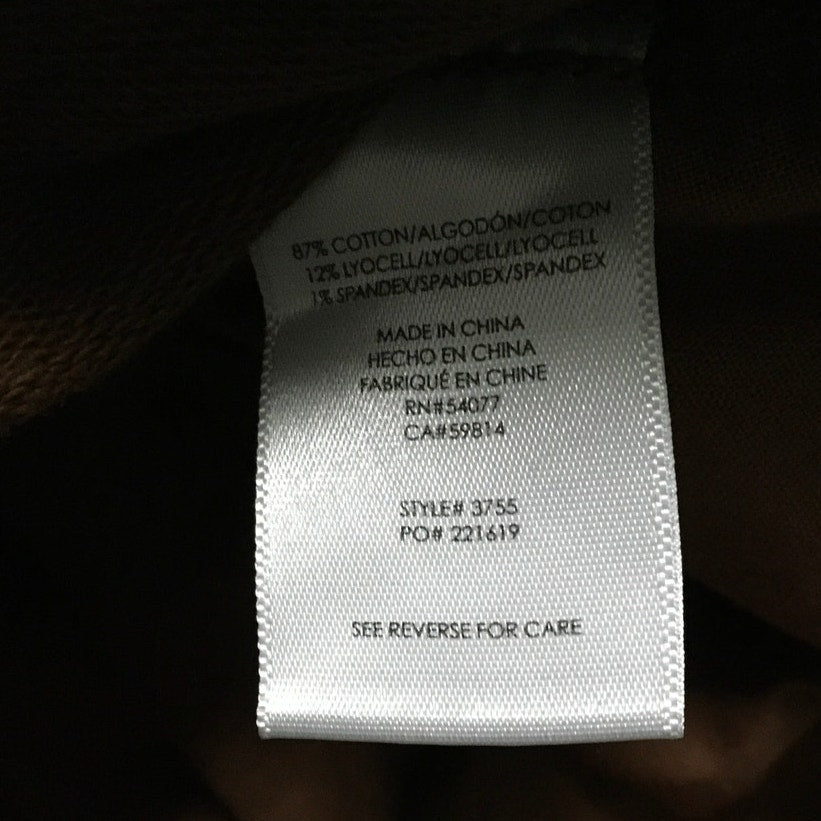 87% COTTON/ALGODÓN/COTON
12% LYOCELL/LYOCELL/LYOCELL
1% SPANDEX/SPANDEX/SPANDEX
MADE IN CHINA
HECHO EN CHINA
FABRIQUÉ EN CHINE
RN#54077
CA#59814
STYLE# 3755
PO# 221619
SEE REVERSE FOR CARE